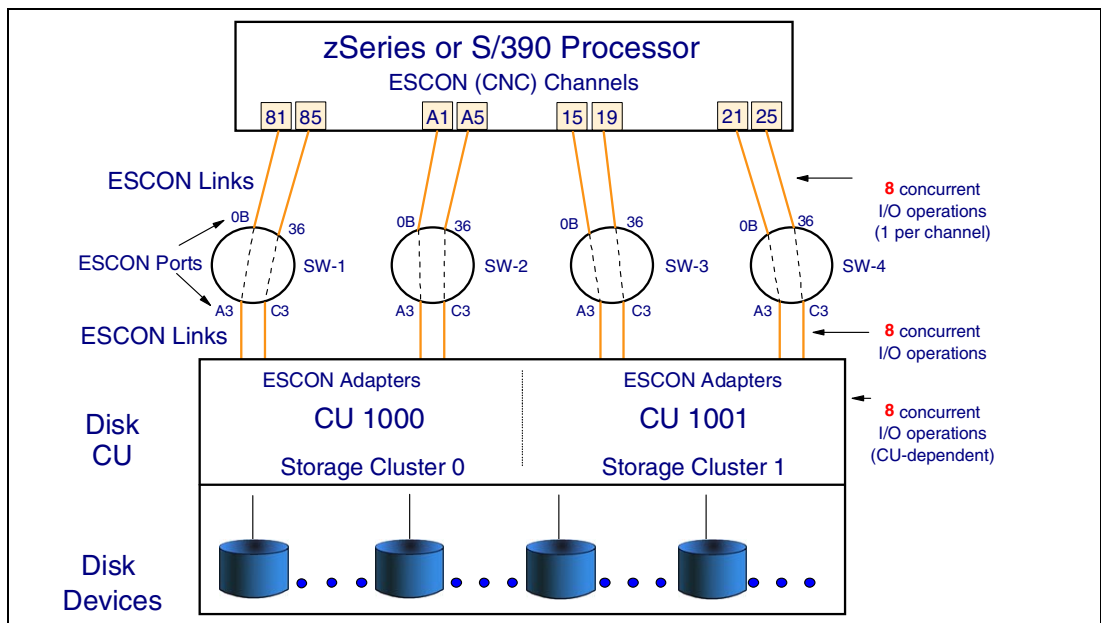 zSeries or S/390 Processor
ESCON (CNC) Channels
81 85 A1 A5 15 19 21 25
ESCON Links
8 concurrent
I/O operations
(1 per channel)
0B 36 0B 36 0B 36 0B 36
ESCON Ports
SW-1 SW-2 SW-3 SW-4
A3 C3 A3 C3 A3 C3 A3 C3
ESCON Links
8 concurrent
I/O operations
ESCON Adapters ESCON Adapters
Disk
CU
CU 1000 CU 1001
8 concurrent
I/O operations
(CU-dependent)
Storage Cluster 0 Storage Cluster 1
Disk
Devices